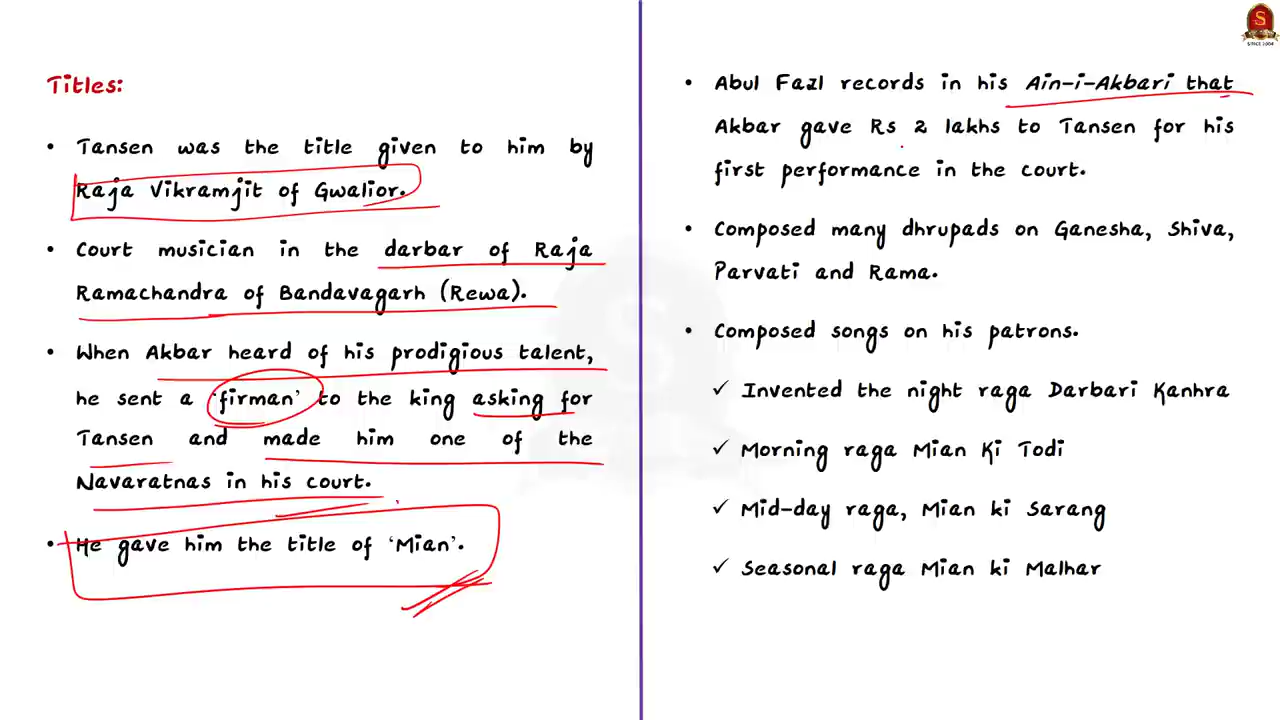 Titles:
• Tansen was the title given to him by
Raja Vikramjit of Gwalior.
• Court musician in the darbar of Raja
Ramachandra of Bandavagarh (Rewa).
• When Akbar heard of his prodigious talent,
he sent a 'firman' to the king asking for
Tansen and made him one of the
Navaratnas in his court.
• He gave him the title of 'Mian'.
• Abul Fazl records in his Ain-i-Akbari that
Akbar gave Rs 2 lakhs to Tansen for his
first performance in the court.
• Composed many dhrupads on Ganesha, Shiva,
Parvati and Rama.
• Composed songs on his patrons.
✓ Invented the night raga Darbari Kanhra
✓ Morning raga Mian Ki Todi
✓ Mid-day raga, Mian ki Sarang
✓ Seasonal raga Mian ki Malhar
S
SINCE 2004